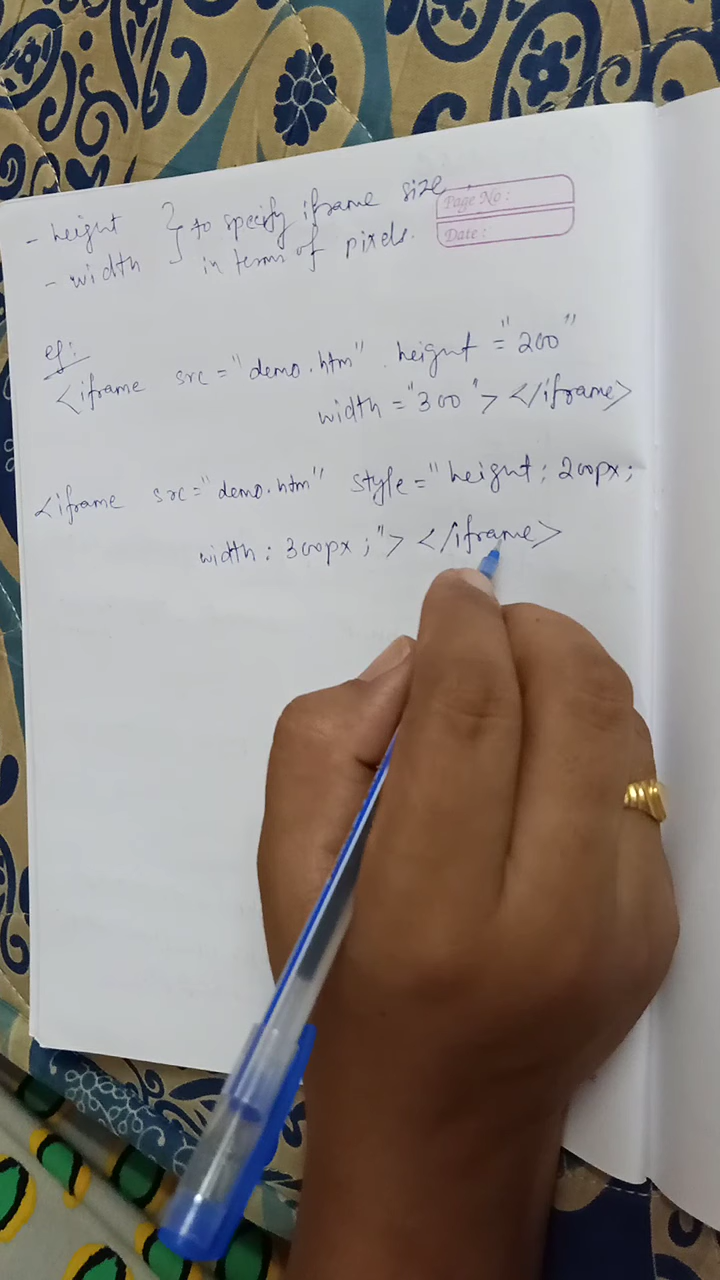 - height } to specify iframe size
- width in terms of pixels.
Page No :
Date :
eg:
<iframe src="demo.htm" height="200"
width="300"></iframe>
<iframe src="demo.htm" style="height: 200px;
width: 300px;"></iframe>